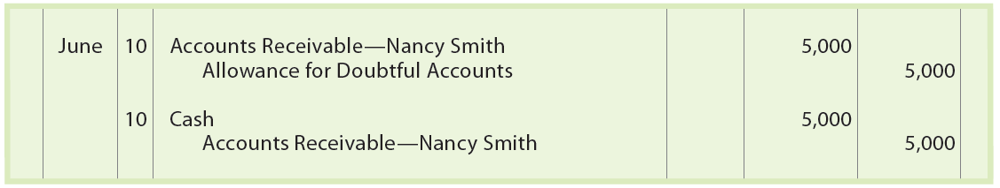 June 10 Accounts Receivable—Nancy Smith 5,000
Allowance for Doubtful Accounts 5,000
10 Cash 5,000
Accounts Receivable—Nancy Smith 5,000